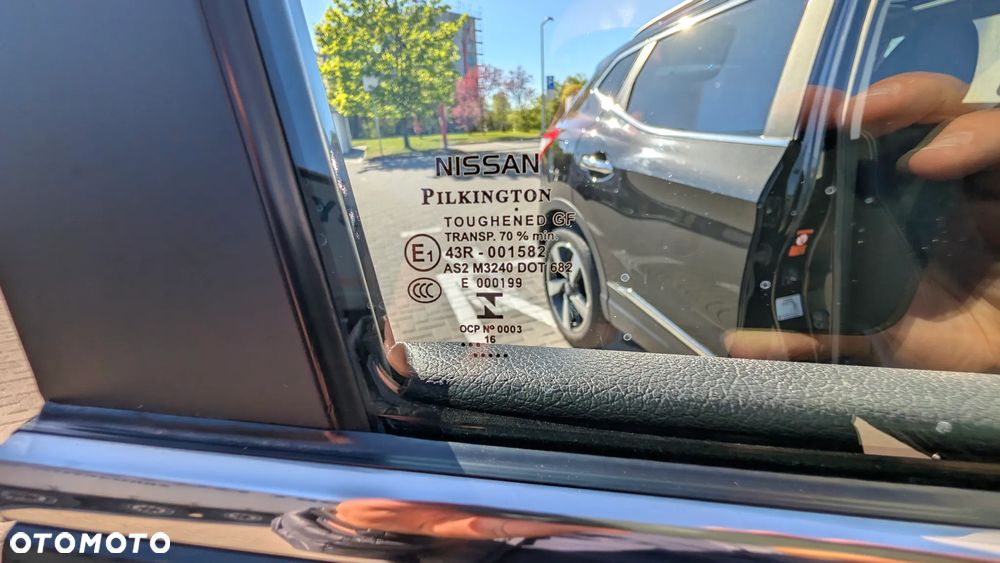 NISSAN
PILKINGTON
TOUGHENED GF
TRANSP. 70 % min.
E1 43R - 001582
AS2 M3240 DOT 682
CCC E 000199
N
OCP Nº 0003
16
OTOMOTO